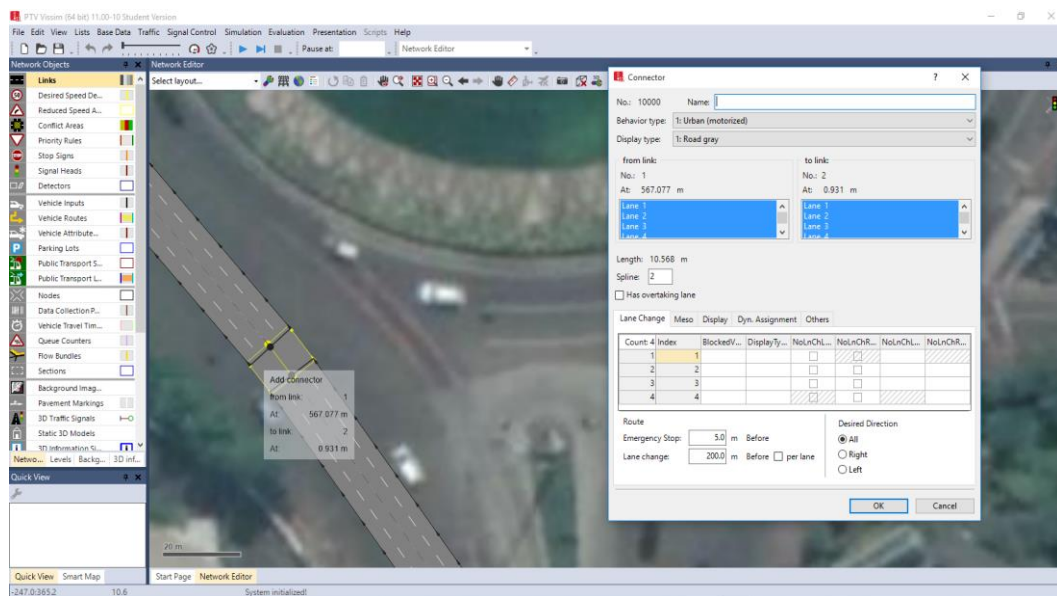 PTV Vissim (64 bit) 11.00-10 Student Version
File Edit View Lists Base Data Traffic Signal Control Simulation Evaluation Presentation Scripts Help
Pause at: Network Editor
Network Objects
Network Editor
Select layout...
Links
Desired Speed De...
Reduced Speed A...
Conflict Areas
Priority Rules
Stop Signs
Signal Heads
Detectors
Vehicle Inputs
Vehicle Routes
Vehicle Attribute...
Parking Lots
Public Transport S...
Public Transport L...
Nodes
Data Collection P...
Vehicle Travel Tim...
Queue Counters
Flow Bundles
Sections
Background Imag...
Pavement Markings
3D Traffic Signals
Static 3D Models
3D Information Si...
Netwo... Levels Backg... 3D inf...
Quick View
Quick View Smart Map
Add connector
from link: 1
At: 567.077 m
to link: 2
At: 0.931 m
20 m
Start Page Network Editor
-247.0:365.2 10.6 System initialized!
Connector
No.: 10000 Name:
Behavior type: 1: Urban (motorized)
Display type: 1: Road gray
from link: to link:
No.: 1 No.: 2
At: 567.077 m At: 0.931 m
Lane 1 Lane 1
Lane 2 Lane 2
Lane 3 Lane 3
Lane 4 Lane 4
Length: 10.568 m
Spline: 2
Has overtaking lane
Lane Change Meso Display Dyn. Assignment Others
Count: 4 Index BlockedV... DisplayTy... NoLnChL... NoLnChR... NoLnChL... NoLnChR...
1 1
2 2
3 3
4 4
Route Desired Direction
Emergency Stop: 5.0 m Before All
Lane change: 200.0 m Before per lane Right
Left
OK Cancel